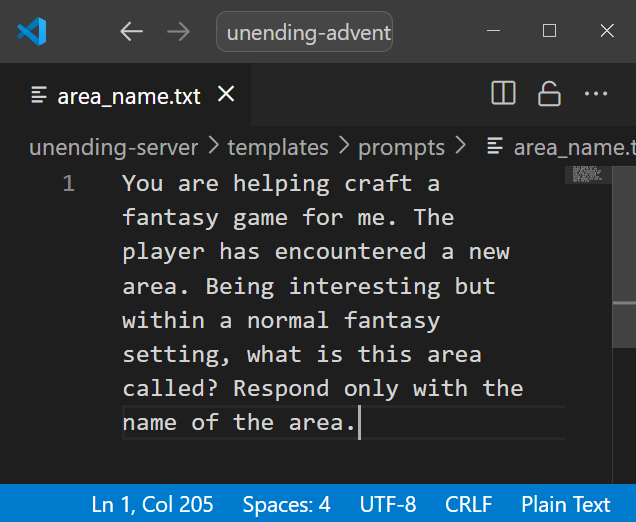 unending-advent
area_name.txt
unending-server > templates > prompts > area_name.t
1 You are helping craft a
fantasy game for me. The
player has encountered a new
area. Being interesting but
within a normal fantasy
setting, what is this area
called? Respond only with the
name of the area.
Ln 1, Col 205 Spaces: 4 UTF-8 CRLF Plain Text